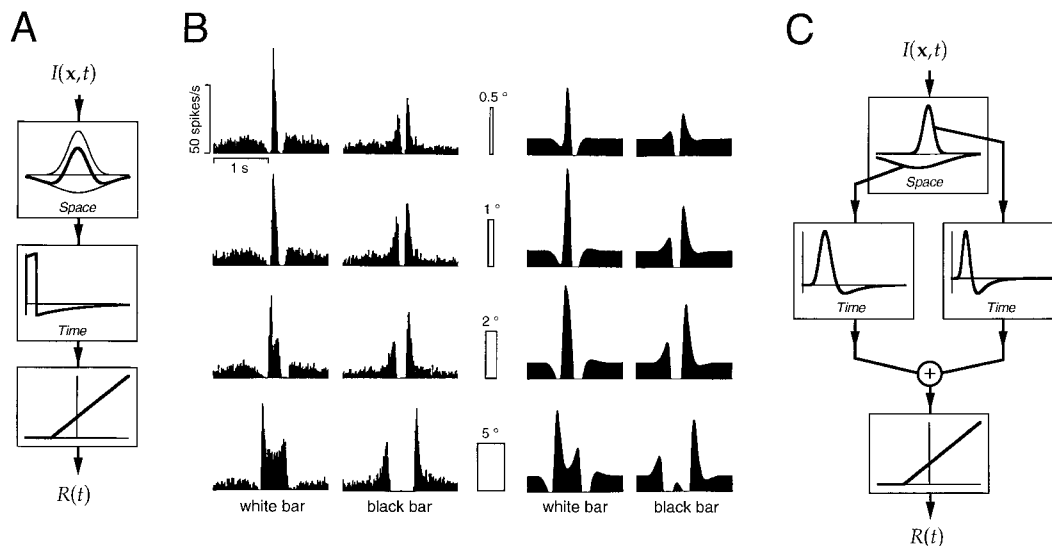 A
I(x,t)
Space
Time
R(t)
B
50 spikes/s
1 s
0.5 °
1 °
2 °
5 °
white bar
black bar
white bar
black bar
C
I(x,t)
Space
Time
Time
+
R(t)